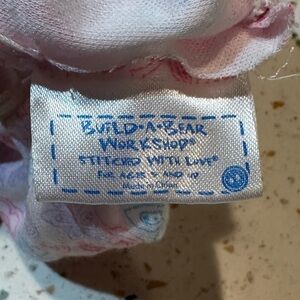 BUILD-A-BEAR
WORKSHOP®
STITCHED WITH LOVE®
FOR AGES 3 AND UP
Made in China